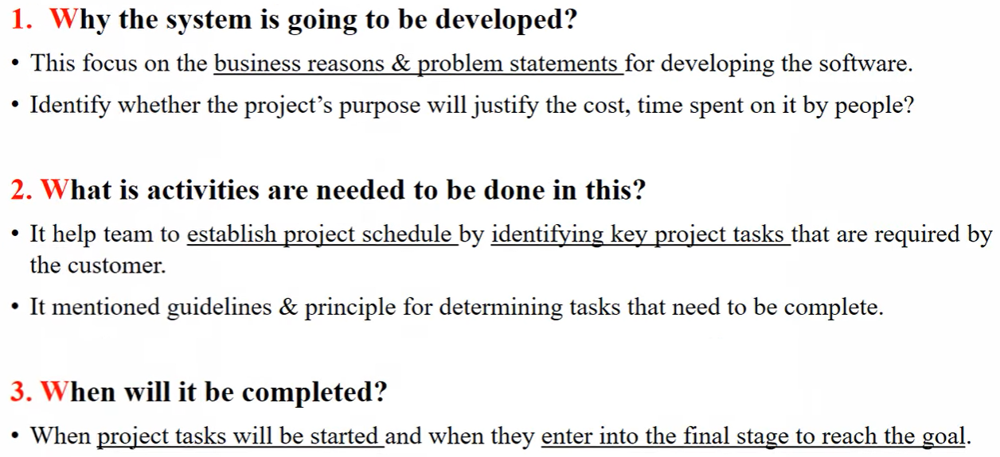 1. Why the system is going to be developed?
• This focus on the business reasons & problem statements for developing the software.
• Identify whether the project’s purpose will justify the cost, time spent on it by people?
2. What is activities are needed to be done in this?
• It help team to establish project schedule by identifying key project tasks that are required by
the customer.
• It mentioned guidelines & principle for determining tasks that need to be complete.
3. When will it be completed?
• When project tasks will be started and when they enter into the final stage to reach the goal.